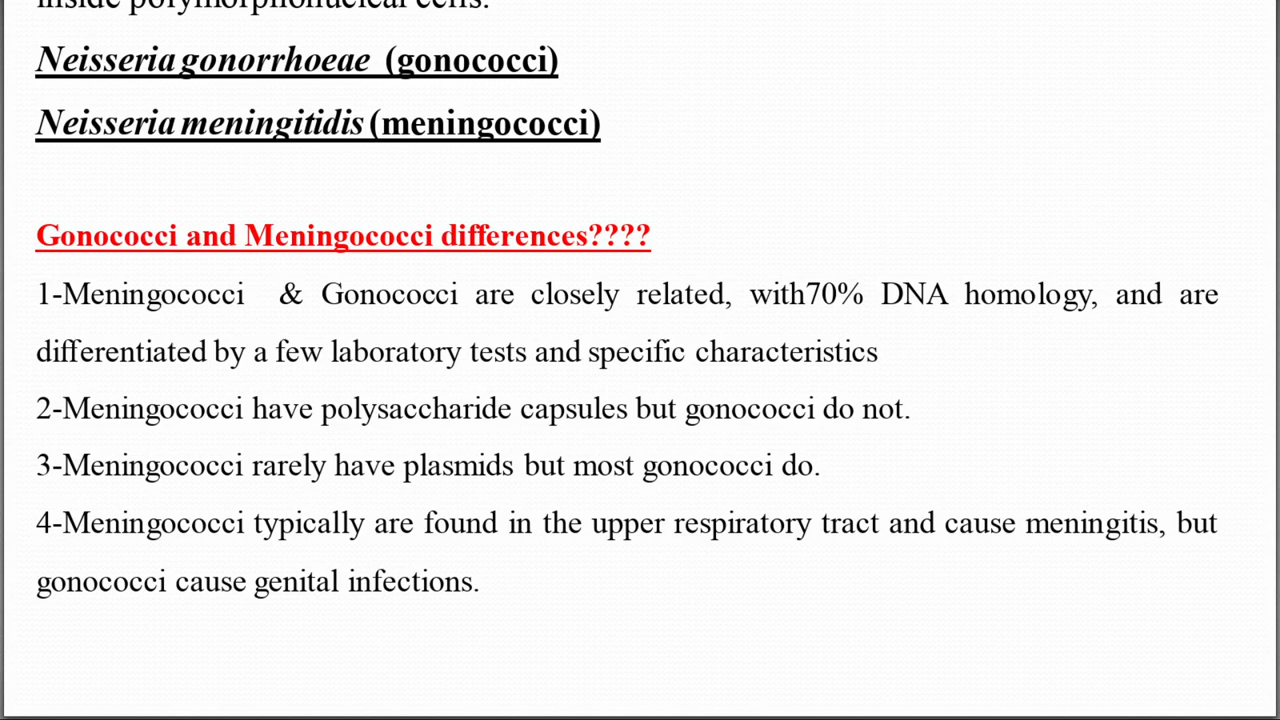 inside polymorphonuclear cells.
Neisseria gonorrhoeae (gonococci)
Neisseria meningitidis (meningococci)
Gonococci and Meningococci differences????
1-Meningococci & Gonococci are closely related, with70% DNA homology, and are
differentiated by a few laboratory tests and specific characteristics
2-Meningococci have polysaccharide capsules but gonococci do not.
3-Meningococci rarely have plasmids but most gonococci do.
4-Meningococci typically are found in the upper respiratory tract and cause meningitis, but
gonococci cause genital infections.